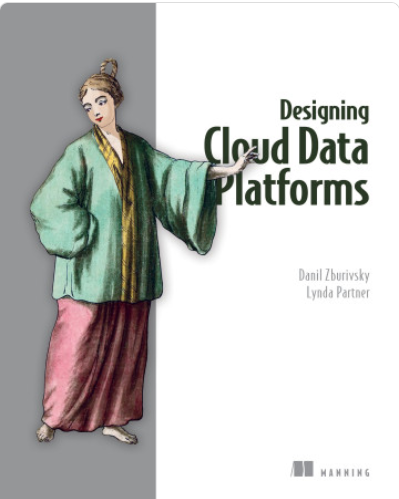 Designing
Cloud Data
Platforms
Danil Zburivsky
Lynda Partner
MANNING